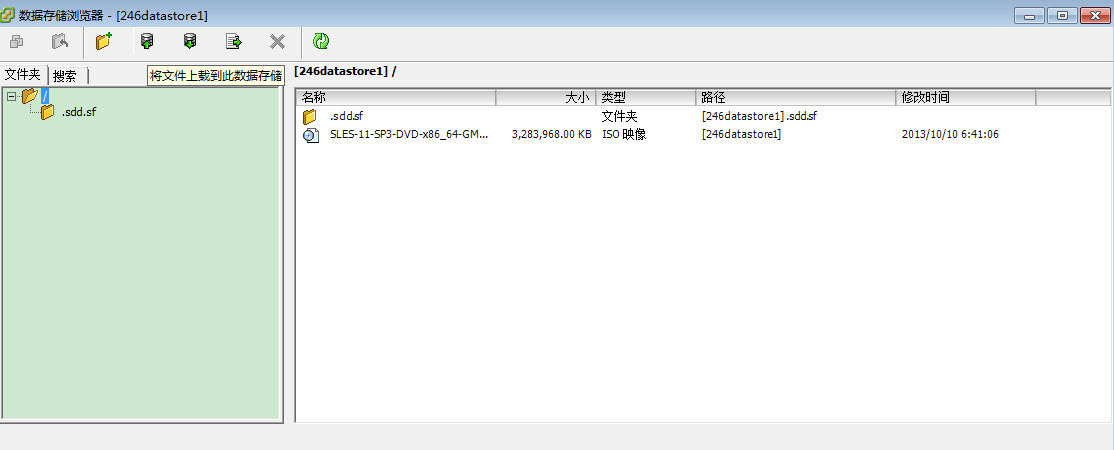 数据存储浏览器 - [246datastore1]
文件夹 搜索 将文件上载到此数据存储 [246datastore1] /
名称 大小 类型 路径 修改时间
/
.sdd.sf
.sdd.sf 文件夹 [246datastore1] .sdd.sf
SLES-11-SP3-DVD-x86_64-GM... 3,283,968.00 KB ISO 映像 [246datastore1] 2013/10/10 6:41:06